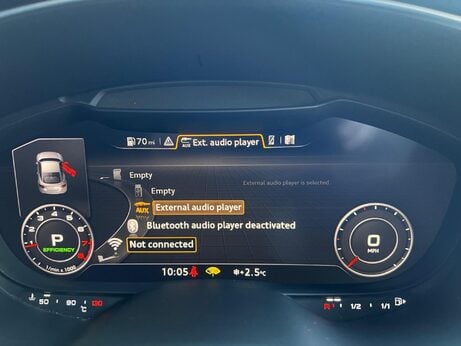 70 mi Ext. audio player
Empty
Empty
External audio player is selected.
AUX External audio player
Bluetooth audio player deactivated
Not connected
P
EFFICIENCY
1/min x 1000
0
MPH
10:05 +2.5°C
60 90 °C 130
R 1/2 1/1